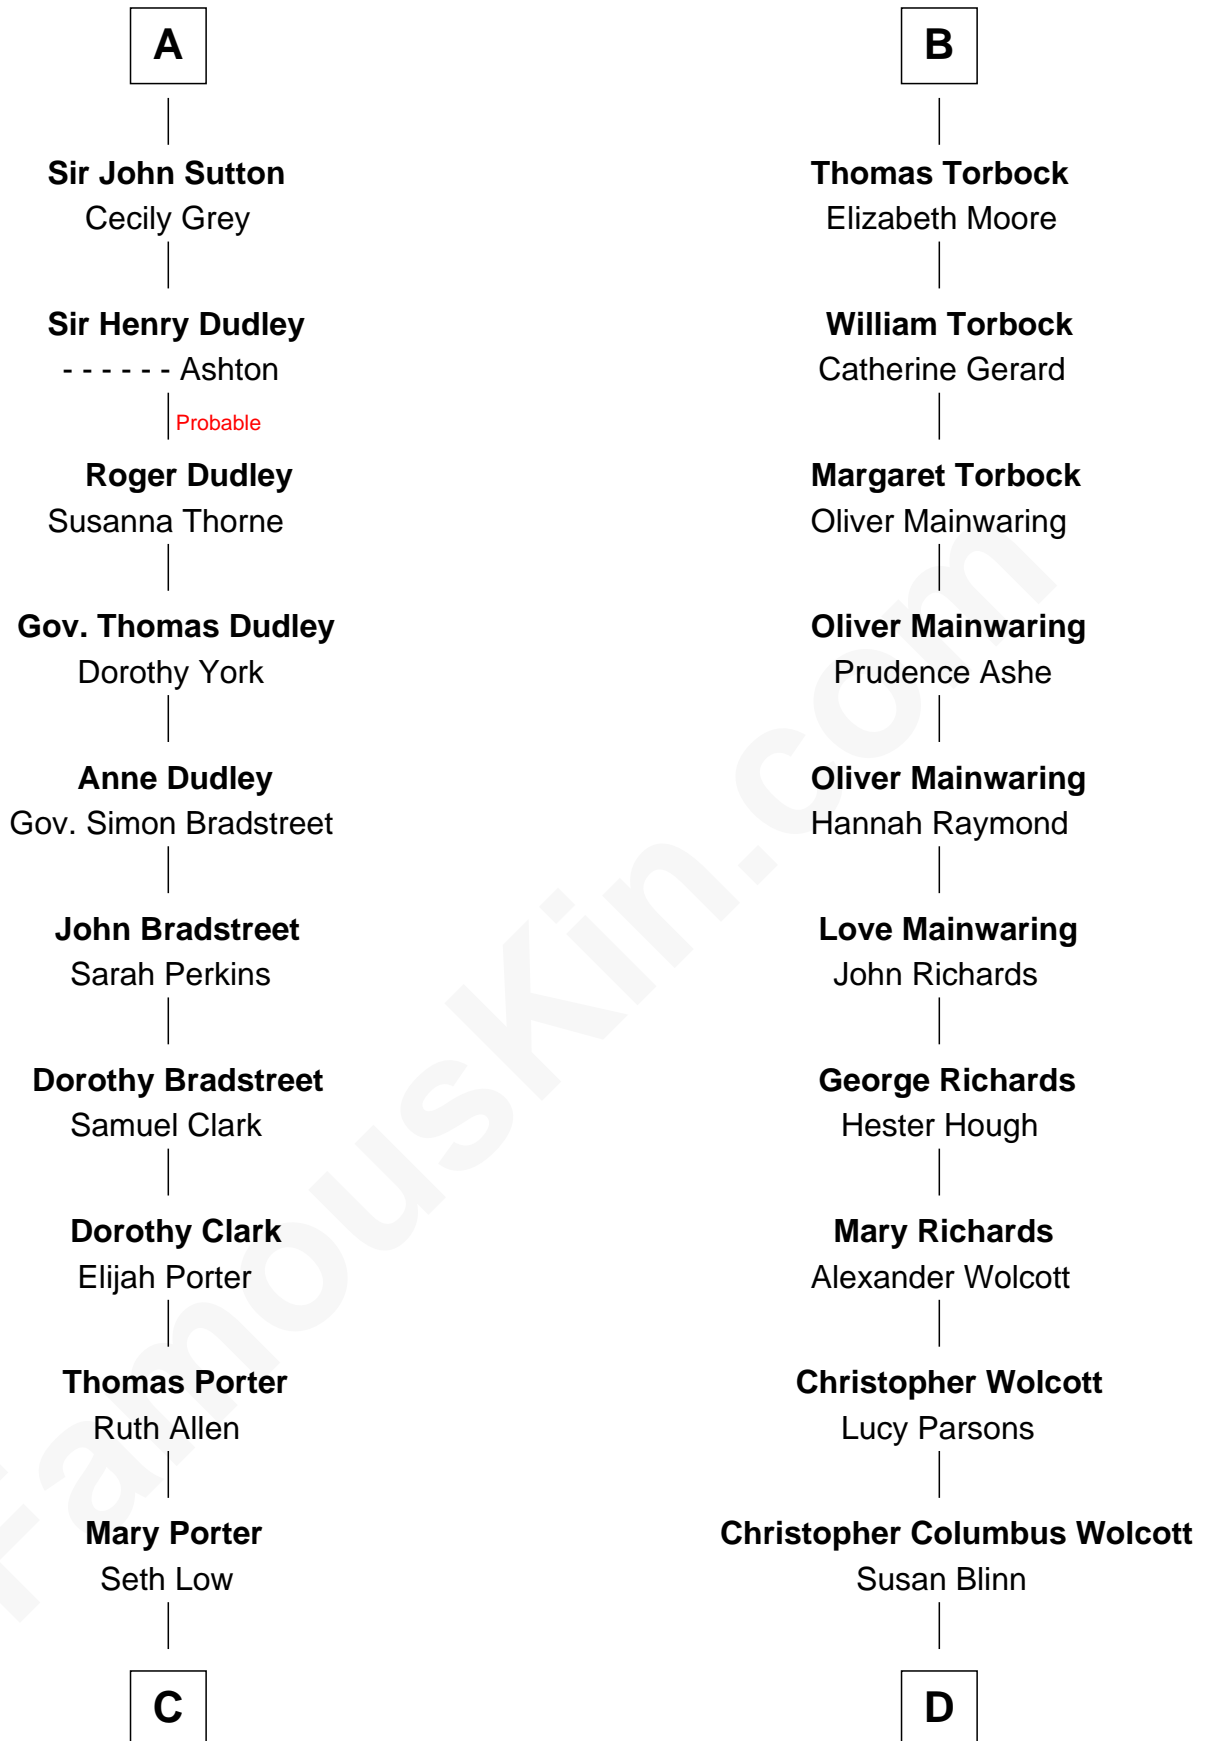 A
Sir John Sutton
Cecily Grey
Sir Henry Dudley
- - - - - - Ashton
Probable
Roger Dudley
Susanna Thorne
Gov. Thomas Dudley
Dorothy York
Anne Dudley
Gov. Simon Bradstreet
John Bradstreet
Sarah Perkins
Dorothy Bradstreet
Samuel Clark
Dorothy Clark
Elijah Porter
Thomas Porter
Ruth Allen
Mary Porter
Seth Low
C
B
Thomas Torbock
Elizabeth Moore
William Torbock
Catherine Gerard
Margaret Torbock
Oliver Mainwaring
Oliver Mainwaring
Prudence Ashe
Oliver Mainwaring
Hannah Raymond
Love Mainwaring
John Richards
George Richards
Hester Hough
Mary Richards
Alexander Wolcott
Christopher Wolcott
Lucy Parsons
Christopher Columbus Wolcott
Susan Blinn
D
FamousKin.com